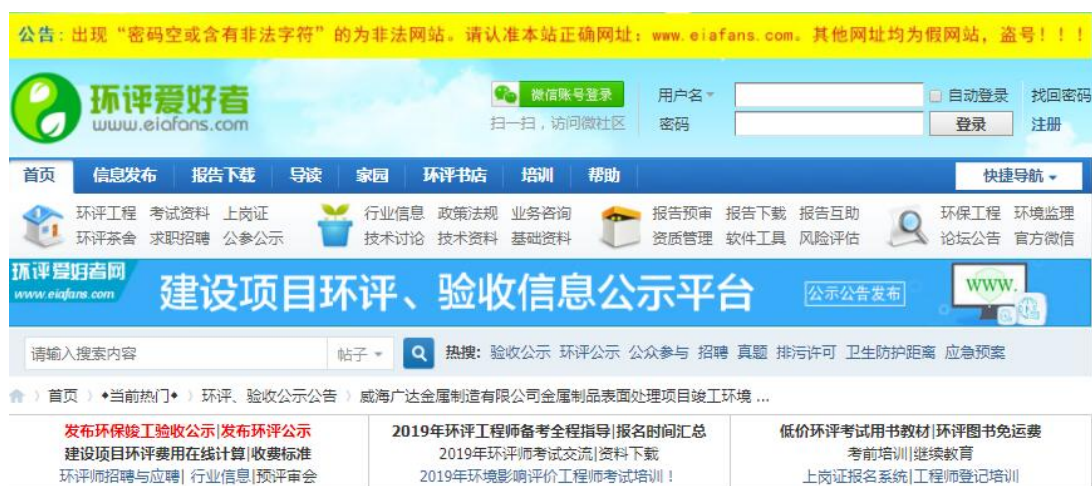 公告：出现“密码空或含有非法字符”的为非法网站。请认准本站正确网址：www.eiafans.com。其他网址均为假网站，盗号！！！
环评爱好者
www.eiafans.com
微信账号登录
扫一扫，访问微社区
用户名
自动登录
找回密码
密码
登录
注册
首页 信息发布 报告下载 导读 家园 环评书店 培训 帮助 快捷导航
环评工程 考试资料 上岗证 行业信息 政策法规 业务咨询 报告预审 报告下载 报告互助 环保工程 环境监理
环评茶舍 求职招聘 公参公示 技术讨论 技术资料 基础资料 资质管理 软件工具 风险评估 论坛公告 官方微信
环评爱好者网
www.eiafans.com
建设项目环评、验收信息公示平台
公示公告发布
WWW.
请输入搜索内容 帖子 热搜: 验收公示 环评公示 公众参与 招聘 真题 排污许可 卫生防护距离 应急预案
首页 〉 ◆当前热门◆ 〉 环评、验收公示公告 〉 威海广达金属制造有限公司金属制品表面处理项目竣工环境 ...
发布环保竣工验收公示|发布环评公示 2019年环评工程师备考全程指导|报名时间汇总 低价环评考试用书教材|环评图书免运费
建设项目环评费用在线计算|收费标准 2019年环评师考试交流|资料下载 考前培训|继续教育
环评师招聘与应聘| 行业信息|预评审会 2019年环境影响评价工程师考试培训！ 上岗证报名系统|工程师登记培训